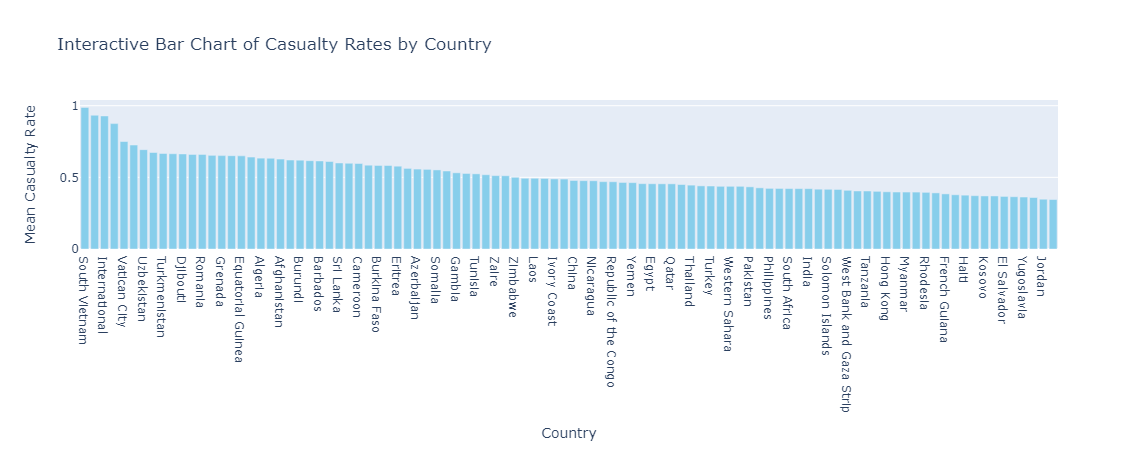 Interactive Bar Chart of Casualty Rates by Country
Mean Casualty Rate
1
0.5
0
South Vietnam
International
Vatican City
Uzbekistan
Turkmenistan
Djibouti
Romania
Grenada
Equatorial Guinea
Algeria
Afghanistan
Burundi
Barbados
Sri Lanka
Cameroon
Burkina Faso
Eritrea
Azerbaijan
Somalia
Gambia
Tunisia
Zaire
Zimbabwe
Laos
Ivory Coast
China
Nicaragua
Republic of the Congo
Yemen
Egypt
Qatar
Thailand
Turkey
Western Sahara
Pakistan
Philippines
South Africa
India
Solomon Islands
West Bank and Gaza Strip
Tanzania
Hong Kong
Myanmar
Rhodesia
French Guiana
Haiti
Kosovo
El Salvador
Yugoslavia
Jordan
Country